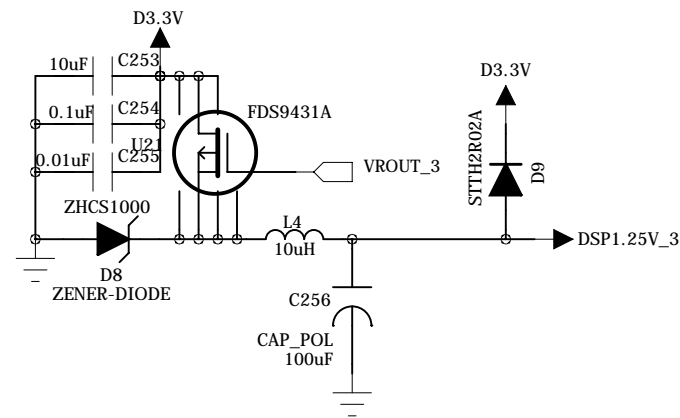 D3.3V
10uF C253
D3.3V
0.1uF C254
FDS9431A
U21
0.01uF C255
VROUT_3
STTH2R02A
D9
ZHCS1000
L4
10uH
DSP1.25V_3
D8
ZENER-DIODE
C256
CAP_POL
100uF